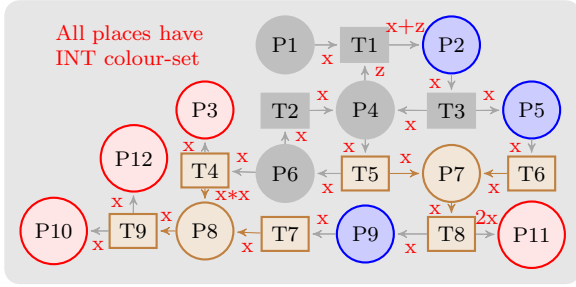 All places have
INT colour-set
P1 x T1 x+z P2
z x
T2 x P4 x T3 x P5
P3
x x x x
P12 T4 x P6 x T5 x P7 x T6
x x*x x 2x
P10 x T9 x P8 x T7 x P9 x T8 P11